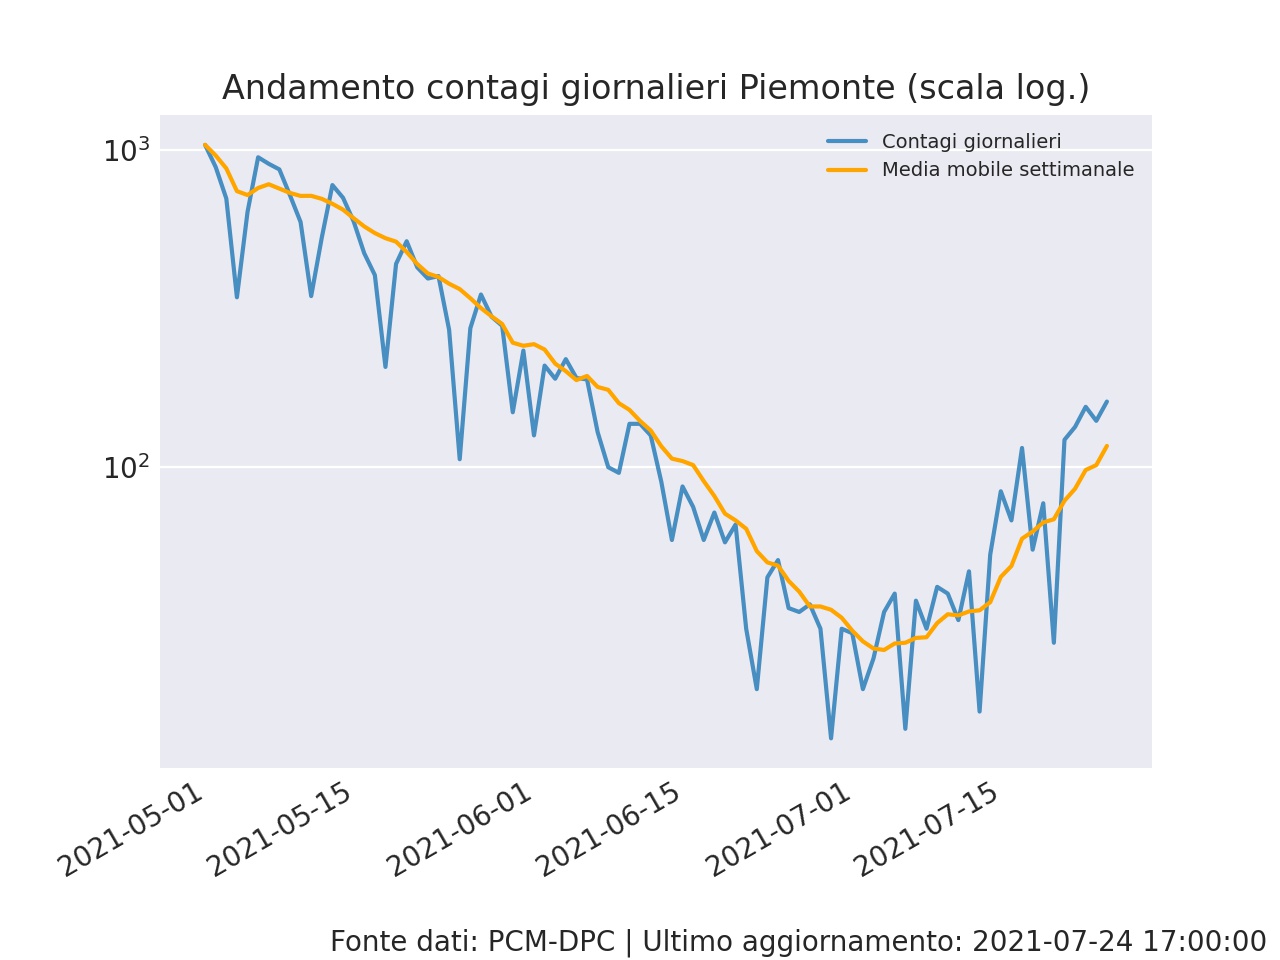 Andamento contagi giornalieri Piemonte (scala log.)
Contagi giornalieri
Media mobile settimanale
10³
10²
2021-05-01
2021-05-15
2021-06-01
2021-06-15
2021-07-01
2021-07-15
Fonte dati: PCM-DPC | Ultimo aggiornamento: 2021-07-24 17:00:00